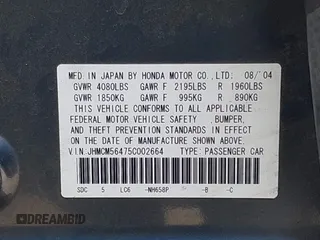 MFD. IN JAPAN BY HONDA MOTOR CO.,LTD. 08/'04
GVWR 4080LBS GAWR F 2195LBS R 1960LBS
GVWR 1850KG GAWR F 995KG R 890KG
THIS VEHICLE CONFORMS TO ALL APPLICABLE
FEDERAL MOTOR VEHICLE SAFETY , BUMPER,
AND THEFT PREVENTION STANDARDS IN EFFECT
ON THE DATE OF MANUFACTURE SHOWN ABOVE.
V.I.N.:JHMCM56475C002664 TYPE: PASSENGER CAR
SDC 5 LC6 -NH658P -B -C
DREAMBID